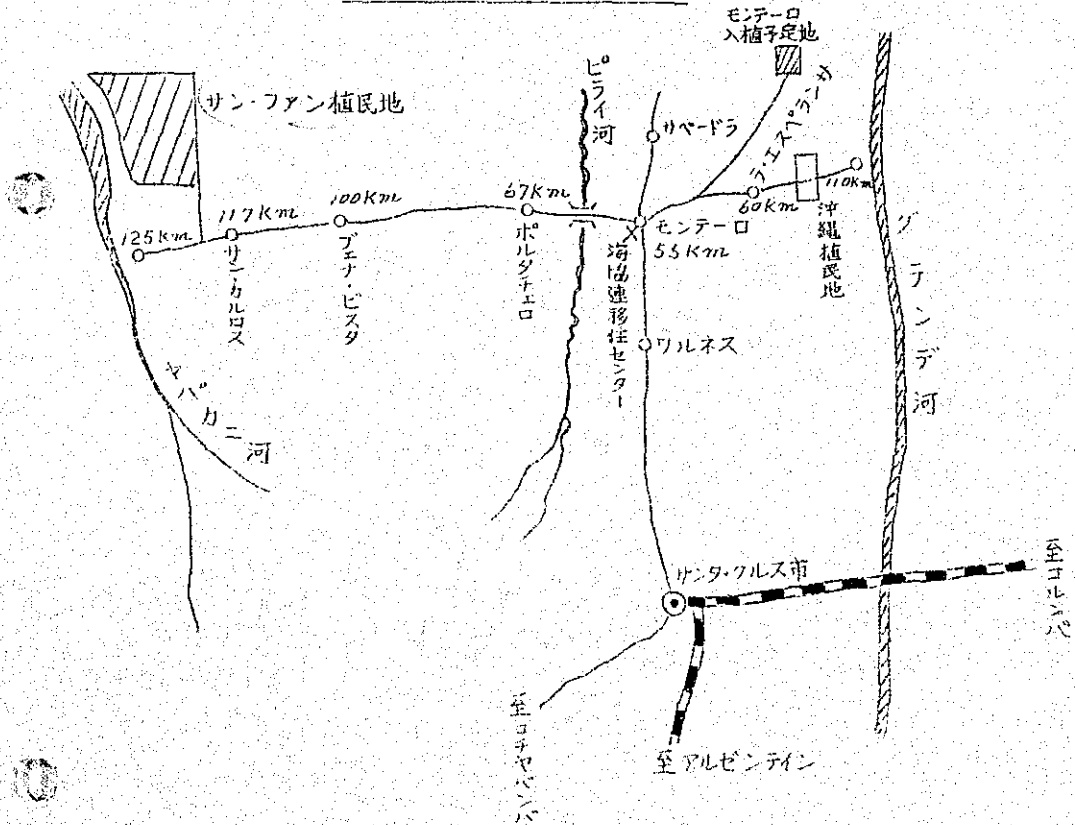 モンテーロ
入植予定地
サン・ファン植民地
ピライ河
サベードラ
ラ・エスペランサ
110Km
60Km
沖縄植民地
グランデ河
67Km
ポルタチェロ
100Km
ブエナ・ビスタ
117Km
サン・カルロス
125Km
モンテーロ
55Km
海協連移住センター
ワルネス
ヤパカニ河
サンタ・クルス市
至コルンバ
至コチャバンバ
至アルゼンテイン